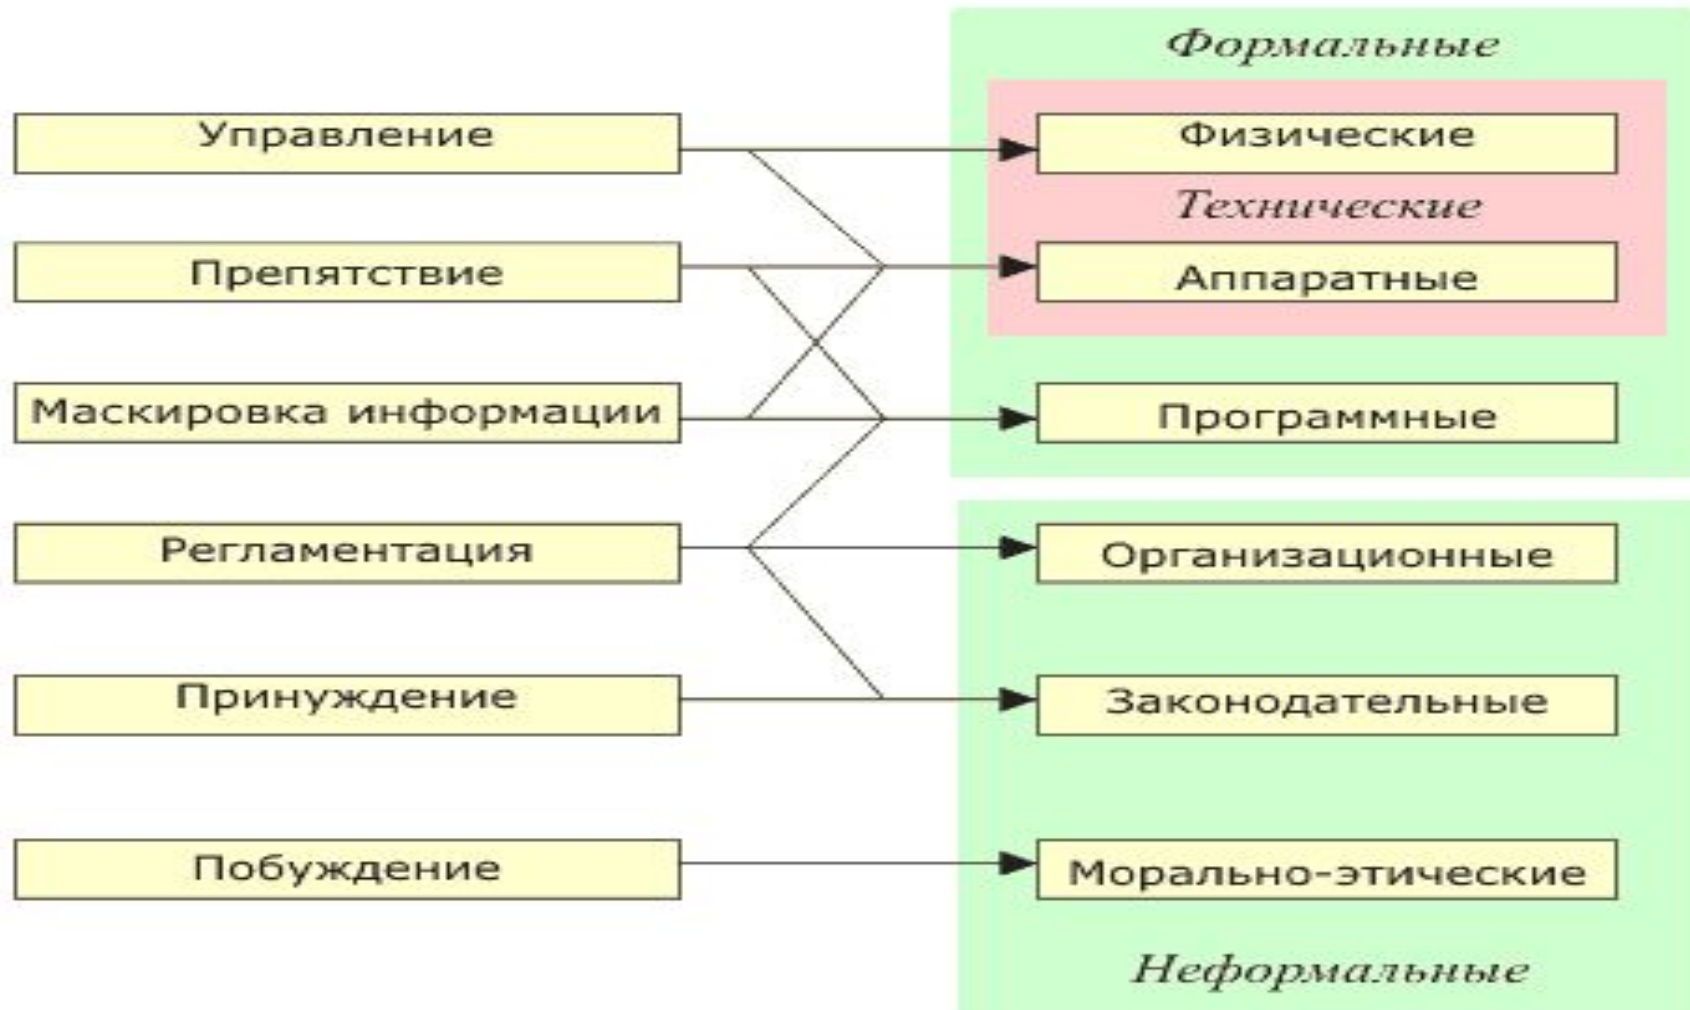 Формальные
Управление
Физические
Технические
Препятствие
Аппаратные
Маскировка информации
Программные
Регламентация
Организационные
Принуждение
Законодательные
Побуждение
Морально-этические
Неформальные